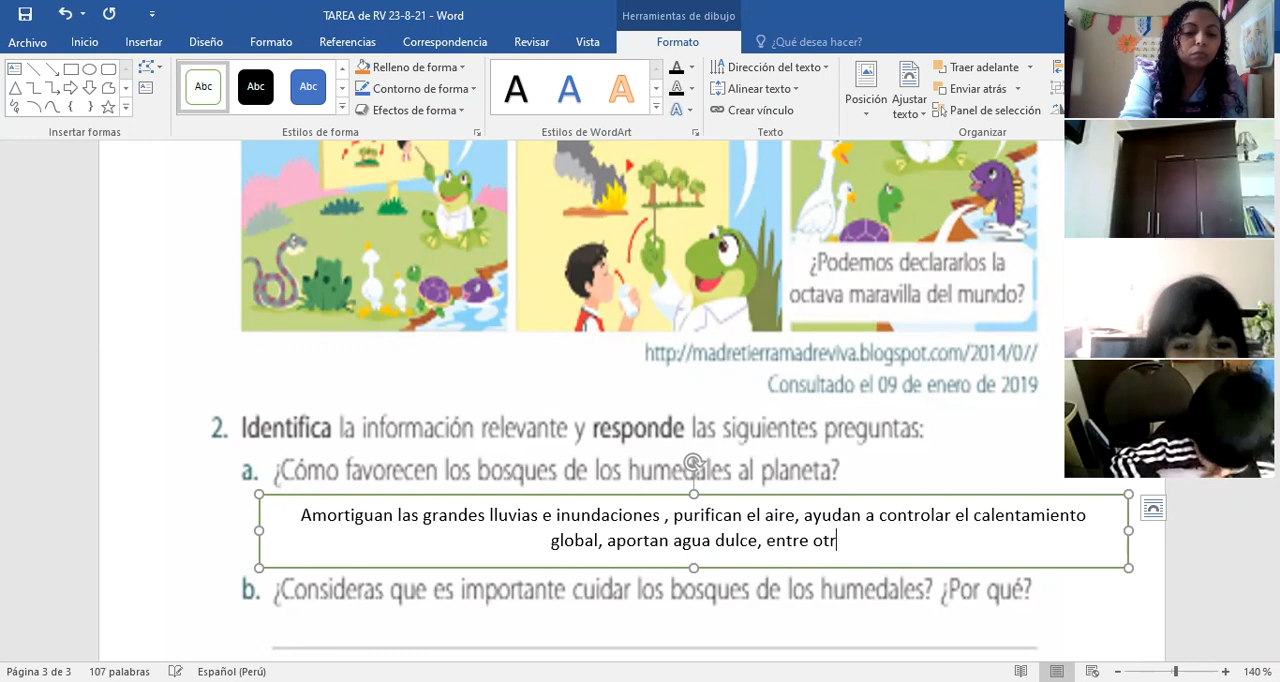 TAREA de RV 23-8-21 - Word
Herramientas de dibujo
Archivo Inicio Insertar Diseño Formato Referencias Correspondencia Revisar Vista Formato ¿Qué desea hacer?
Abc Abc Abc
Relleno de forma
Contorno de forma
Efectos de forma
A A A
Dirección del texto
Alinear texto
Crear vínculo
Posición
Ajustar
texto
Traer adelante
Enviar atrás
Panel de selección
Insertar formas Estilos de forma Estilos de WordArt Texto Organizar
¿Podemos declararlos la
octava maravilla del mundo?
http://madretierramadreviva.blogspot.com/2014/07/
Consultado el 09 de enero de 2019
2. Identifica la información relevante y responde las siguientes preguntas:
a. ¿Cómo favorecen los bosques de los humedales al planeta?
Amortiguan las grandes lluvias e inundaciones , purifican el aire, ayudan a controlar el calentamiento
global, aportan agua dulce, entre otr
b. ¿Consideras que es importante cuidar los bosques de los humedales? ¿Por qué?
Página 3 de 3 107 palabras Español (Perú) 140 %